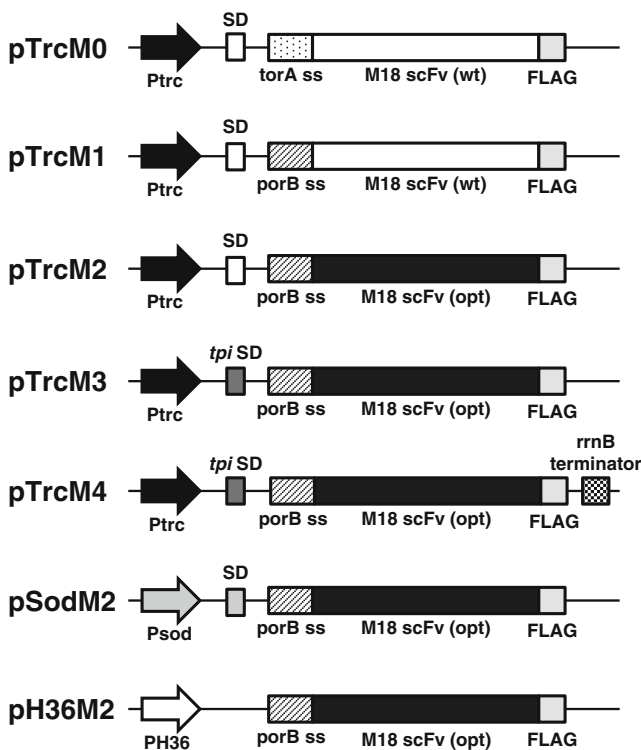 SD
pTrcM0
Ptrc
torA ss
M18 scFv (wt)
FLAG
SD
pTrcM1
Ptrc
porB ss
M18 scFv (wt)
FLAG
SD
pTrcM2
Ptrc
porB ss
M18 scFv (opt)
FLAG
tpi SD
pTrcM3
Ptrc
porB ss
M18 scFv (opt)
FLAG
rrnB
terminator
tpi SD
pTrcM4
Ptrc
porB ss
M18 scFv (opt)
FLAG
SD
pSodM2
Psod
porB ss
M18 scFv (opt)
FLAG
pH36M2
PH36
porB ss
M18 scFv (opt)
FLAG